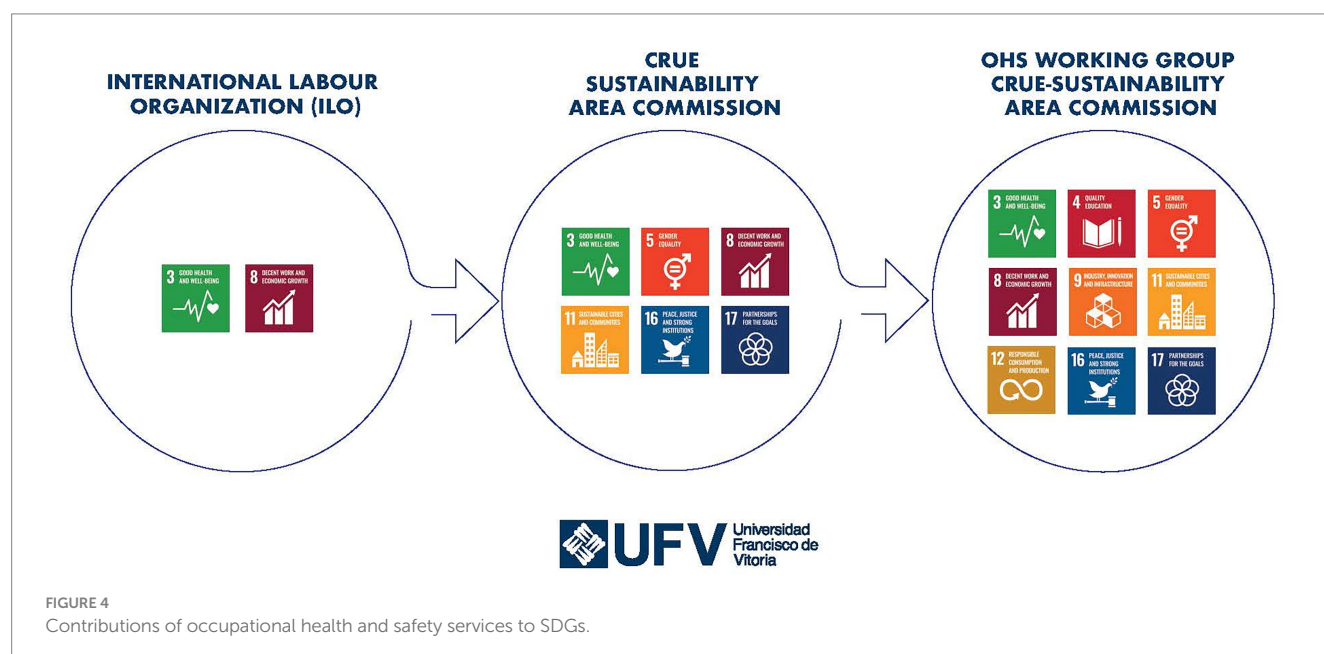 INTERNATIONAL LABOUR
ORGANIZATION (ILO)
3 GOOD HEALTH
AND WELL-BEING
8 DECENT WORK AND
ECONOMIC GROWTH
CRUE
SUSTAINABILITY
AREA COMMISSION
3 GOOD HEALTH
AND WELL-BEING
5 GENDER
EQUALITY
8 DECENT WORK AND
ECONOMIC GROWTH
11 SUSTAINABLE CITIES
AND COMMUNITIES
16 PEACE, JUSTICE
AND STRONG
INSTITUTIONS
17 PARTNERSHIPS
FOR THE GOALS
OHS WORKING GROUP
CRUE-SUSTAINABILITY
AREA COMMISSION
3 GOOD HEALTH
AND WELL-BEING
4 QUALITY
EDUCATION
5 GENDER
EQUALITY
8 DECENT WORK AND
ECONOMIC GROWTH
9 INDUSTRY, INNOVATION
AND INFRASTRUCTURE
11 SUSTAINABLE CITIES
AND COMMUNITIES
12 RESPONSIBLE
CONSUMPTION
AND PRODUCTION
16 PEACE, JUSTICE
AND STRONG
INSTITUTIONS
17 PARTNERSHIPS
FOR THE GOALS
UFV
Universidad
Francisco de
Vitoria
FIGURE 4
Contributions of occupational health and safety services to SDGs.